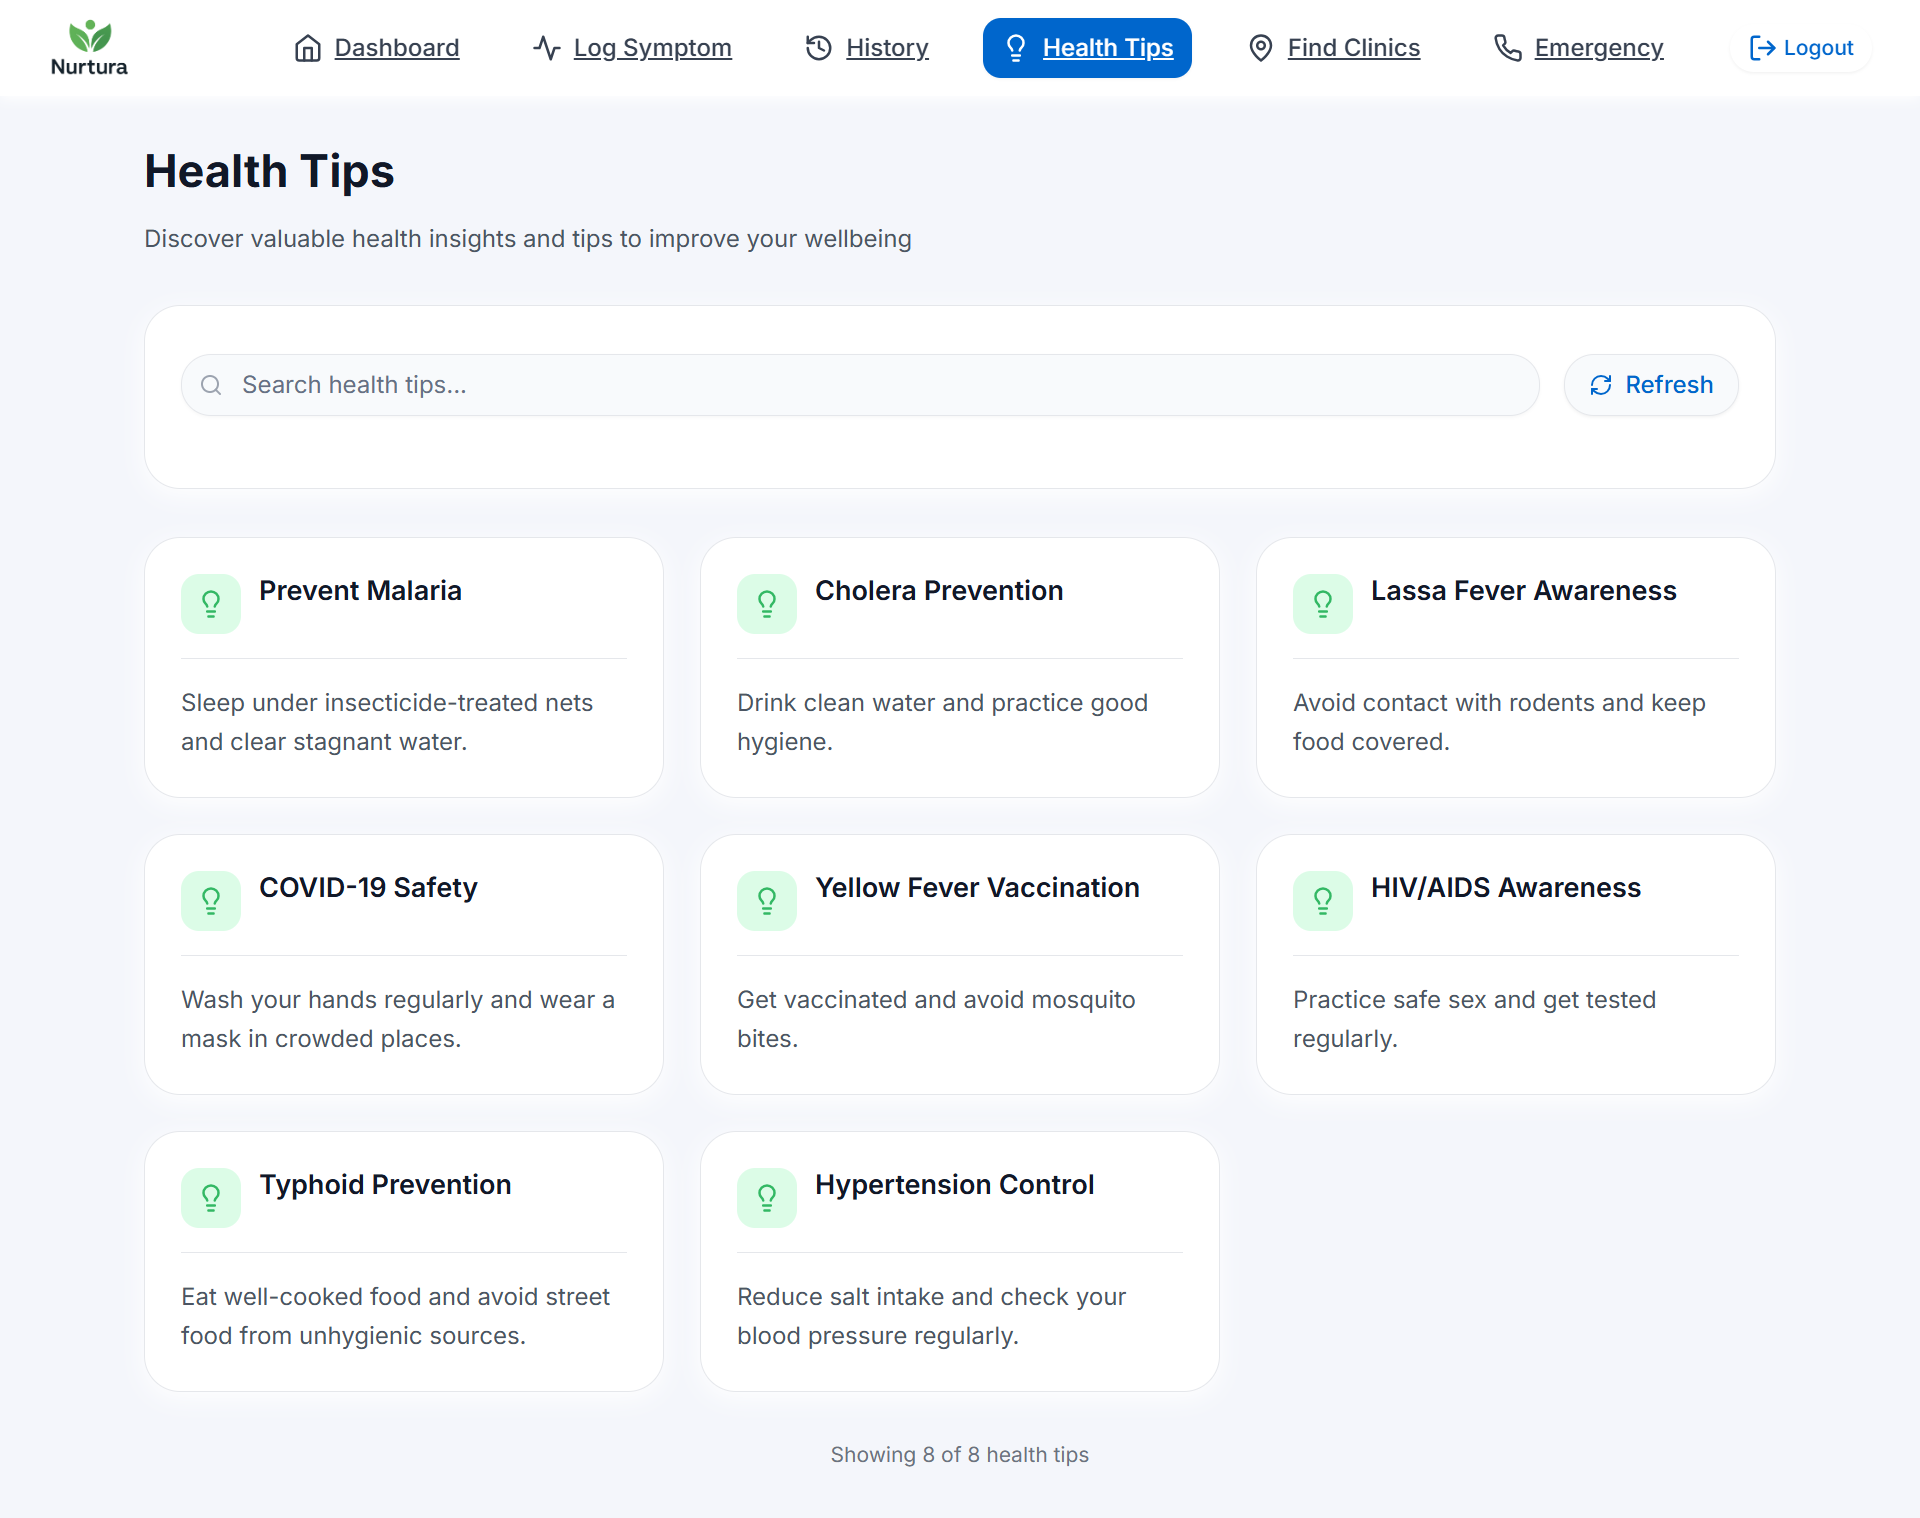 Nurtura
Dashboard
Log Symptom
History
Health Tips
Find Clinics
Emergency
Logout
Health Tips
Discover valuable health insights and tips to improve your wellbeing
Search health tips...
Refresh
Prevent Malaria
Sleep under insecticide-treated nets
and clear stagnant water.
Cholera Prevention
Drink clean water and practice good
hygiene.
Lassa Fever Awareness
Avoid contact with rodents and keep
food covered.
COVID-19 Safety
Wash your hands regularly and wear a
mask in crowded places.
Yellow Fever Vaccination
Get vaccinated and avoid mosquito
bites.
HIV/AIDS Awareness
Practice safe sex and get tested
regularly.
Typhoid Prevention
Eat well-cooked food and avoid street
food from unhygienic sources.
Hypertension Control
Reduce salt intake and check your
blood pressure regularly.
Showing 8 of 8 health tips